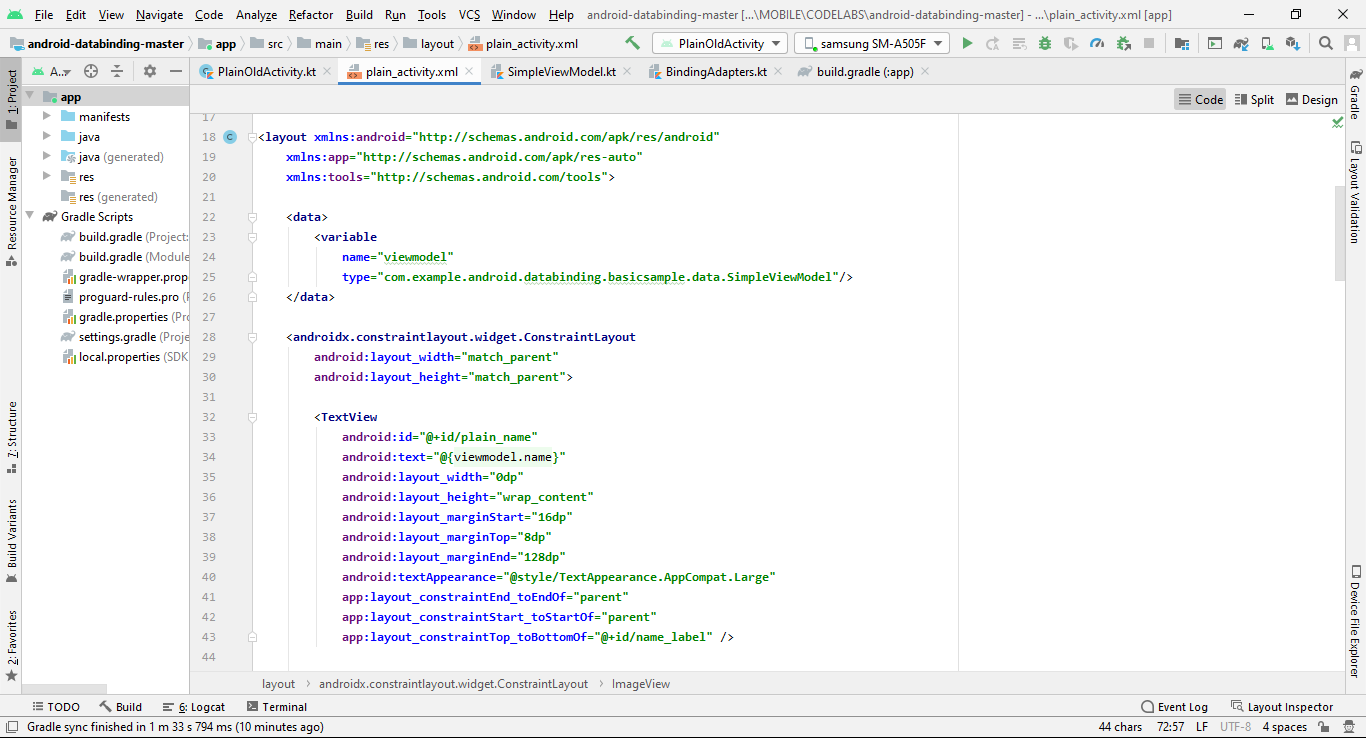 File Edit View Navigate Code Analyze Refactor Build Run Tools VCS Window Help android-databinding-master [...\MOBILE\CODELABS\android-databinding-master] - ...\plain_activity.xml [app]
android-databinding-master app src main res layout plain_activity.xml PlainOldActivity samsung SM-A505F
A.. PlainOldActivity.kt plain_activity.xml SimpleViewModel.kt BindingAdapters.kt build.gradle (:app)
Code Split Design
1: Project
Resource Manager
7: Structure
Build Variants
2: Favorites
app
manifests
java
java (generated)
res
res (generated)
Gradle Scripts
build.gradle (Project:
build.gradle (Module
gradle-wrapper.prop
proguard-rules.pro (P
gradle.properties (Pro
settings.gradle (Proje
local.properties (SDK
17
18 C <layout xmlns:android="http://schemas.android.com/apk/res/android"
19 xmlns:app="http://schemas.android.com/apk/res-auto"
20 xmlns:tools="http://schemas.android.com/tools">
21
22 <data>
23 <variable
24 name="viewmodel"
25 type="com.example.android.databinding.basicsample.data.SimpleViewModel"/>
26 </data>
27
28 <androidx.constraintlayout.widget.ConstraintLayout
29 android:layout_width="match_parent"
30 android:layout_height="match_parent">
31
32 <TextView
33 android:id="@+id/plain_name"
34 android:text="@{viewmodel.name}"
35 android:layout_width="0dp"
36 android:layout_height="wrap_content"
37 android:layout_marginStart="16dp"
38 android:layout_marginTop="8dp"
39 android:layout_marginEnd="128dp"
40 android:textAppearance="@style/TextAppearance.AppCompat.Large"
41 app:layout_constraintEnd_toEndOf="parent"
42 app:layout_constraintStart_toStartOf="parent"
43 app:layout_constraintTop_toBottomOf="@+id/name_label" />
44
Gradle
Layout Validation
Device File Explorer
layout androidx.constraintlayout.widget.ConstraintLayout ImageView
TODO Build 6: Logcat Terminal Event Log Layout Inspector
Gradle sync finished in 1 m 33 s 794 ms (10 minutes ago) 44 chars 72:57 LF UTF-8 4 spaces